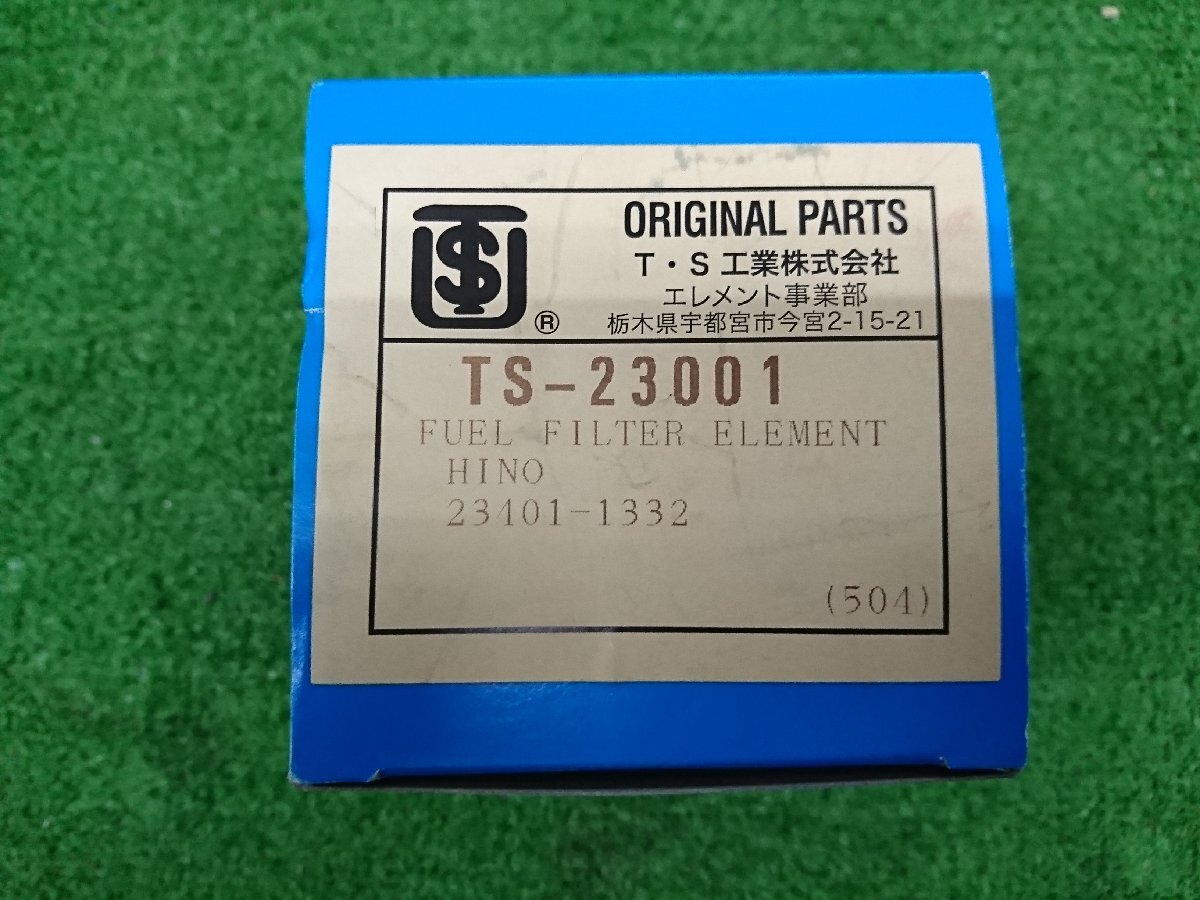 TS
®
ORIGINAL PARTS
T・S 工業株式会社
エレメント事業部
栃木県宇都宮市今宮2-15-21
TS-23001
FUEL FILTER ELEMENT
HINO
23401-1332
(504)